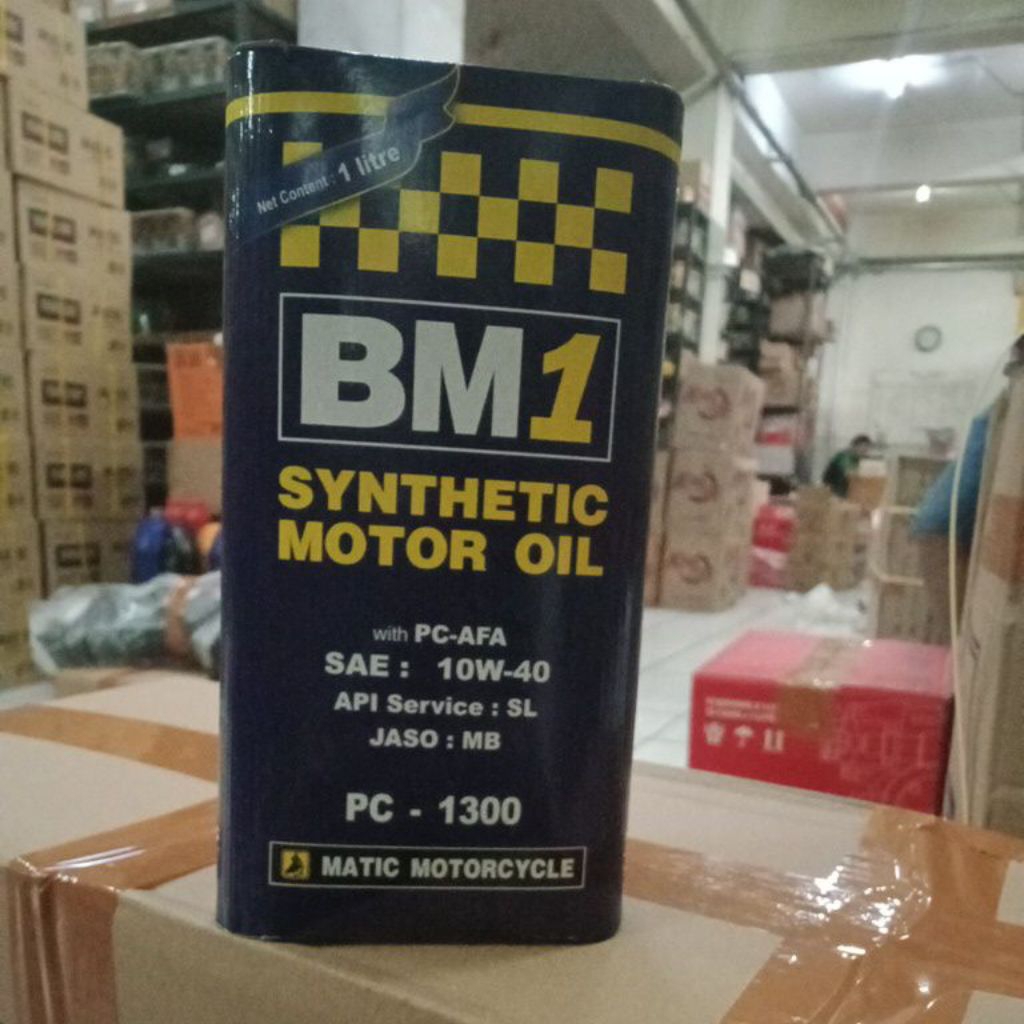 Net Content : 1 litre
BM1
SYNTHETIC
MOTOR OIL
with PC-AFA
SAE : 10W-40
API Service : SL
JASO : MB
PC - 1300
MATIC MOTORCYCLE